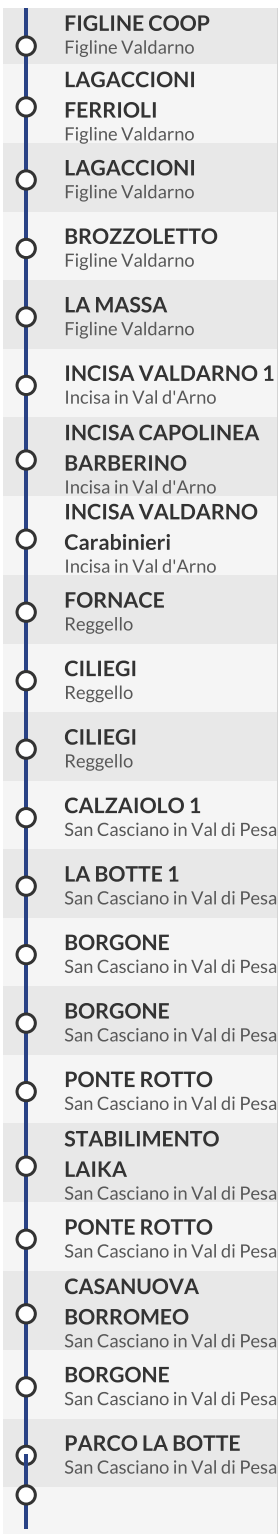 FIGLINE COOP
Figline Valdarno
LAGACCIONI
FERRIOLI
Figline Valdarno
LAGACCIONI
Figline Valdarno
BROZZOLETTO
Figline Valdarno
LA MASSA
Figline Valdarno
INCISA VALDARNO 1
Incisa in Val d'Arno
INCISA CAPOLINEA
BARBERINO
Incisa in Val d'Arno
INCISA VALDARNO
Carabinieri
Incisa in Val d'Arno
FORNACE
Reggello
CILIEGI
Reggello
CILIEGI
Reggello
CALZAIOLO 1
San Casciano in Val di Pesa
LA BOTTE 1
San Casciano in Val di Pesa
BORGONE
San Casciano in Val di Pesa
BORGONE
San Casciano in Val di Pesa
PONTE ROTTO
San Casciano in Val di Pesa
STABILIMENTO
LAIKA
San Casciano in Val di Pesa
PONTE ROTTO
San Casciano in Val di Pesa
CASANUOVA
BORROMEO
San Casciano in Val di Pesa
BORGONE
San Casciano in Val di Pesa
PARCO LA BOTTE
San Casciano in Val di Pesa